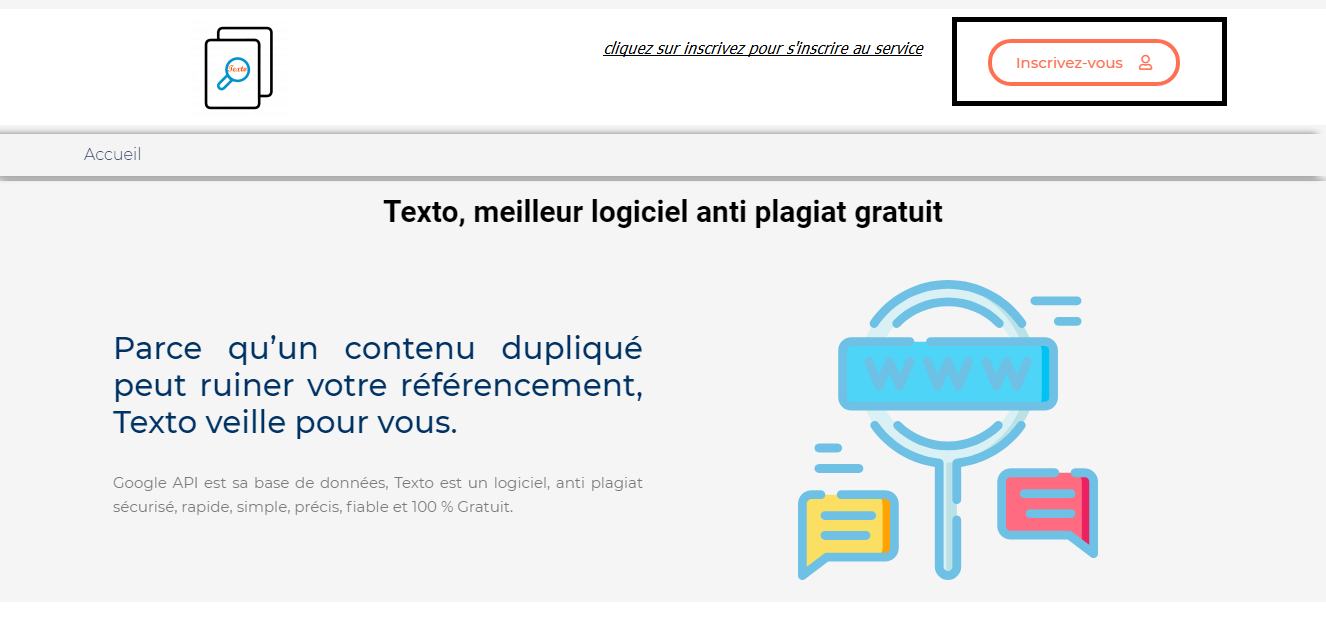 Texto
cliquez sur inscrivez pour s'inscrire au service
Inscrivez-vous
Accueil
Texto, meilleur logiciel anti plagiat gratuit
Parce qu’un contenu dupliqué
peut ruiner votre référencement,
Texto veille pour vous.
Google API est sa base de données, Texto est un logiciel, anti plagiat
sécurisé, rapide, simple, précis, fiable et 100 % Gratuit.
WWW